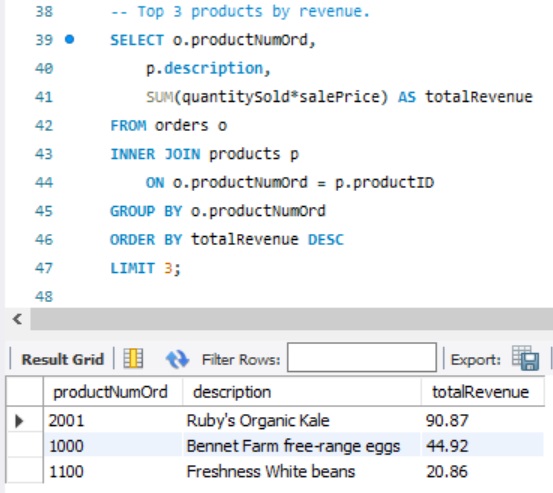 38 -- Top 3 products by revenue.
39 SELECT o.productNumOrd,
40 p.description,
41 SUM(quantitySold*salePrice) AS totalRevenue
42 FROM orders o
43 INNER JOIN products p
44 ON o.productNumOrd = p.productID
45 GROUP BY o.productNumOrd
46 ORDER BY totalRevenue DESC
47 LIMIT 3;
48
Result Grid Filter Rules: Export:
productNumOrd description totalRevenue
2001 Ruby's Organic Kale 90.87
1000 Bennet Farm free-range eggs 44.92
1100 Freshness White beans 20.86